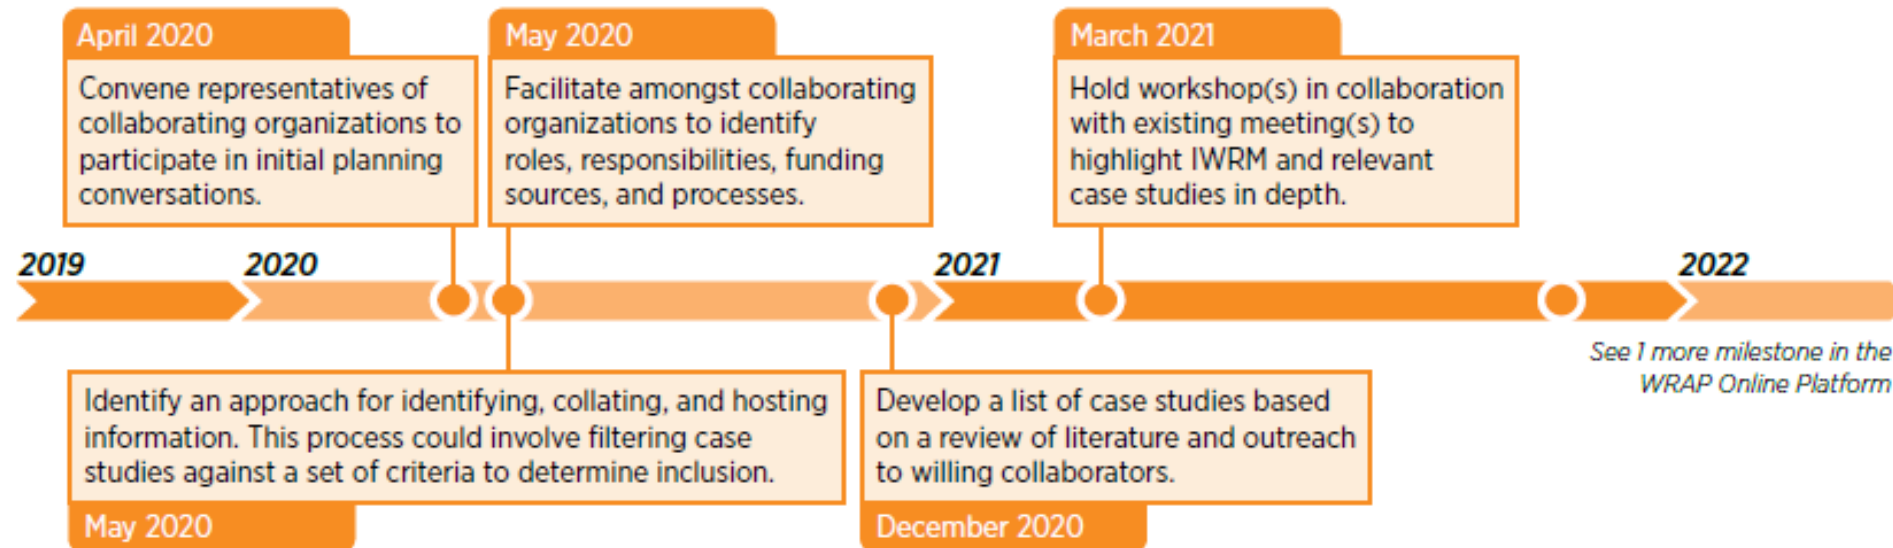 April 2020
Convene representatives of
collaborating organizations to
participate in initial planning
conversations.
May 2020
Facilitate amongst collaborating
organizations to identify
roles, responsibilities, funding
sources, and processes.
March 2021
Hold workshop(s) in collaboration
with existing meeting(s) to
highlight IWRM and relevant
case studies in depth.
2019
2020
2021
2022
See 1 more milestone in the
WRAP Online Platform
Identify an approach for identifying, collating, and hosting
information. This process could involve filtering case
studies against a set of criteria to determine inclusion.
May 2020
Develop a list of case studies based
on a review of literature and outreach
to willing collaborators.
December 2020